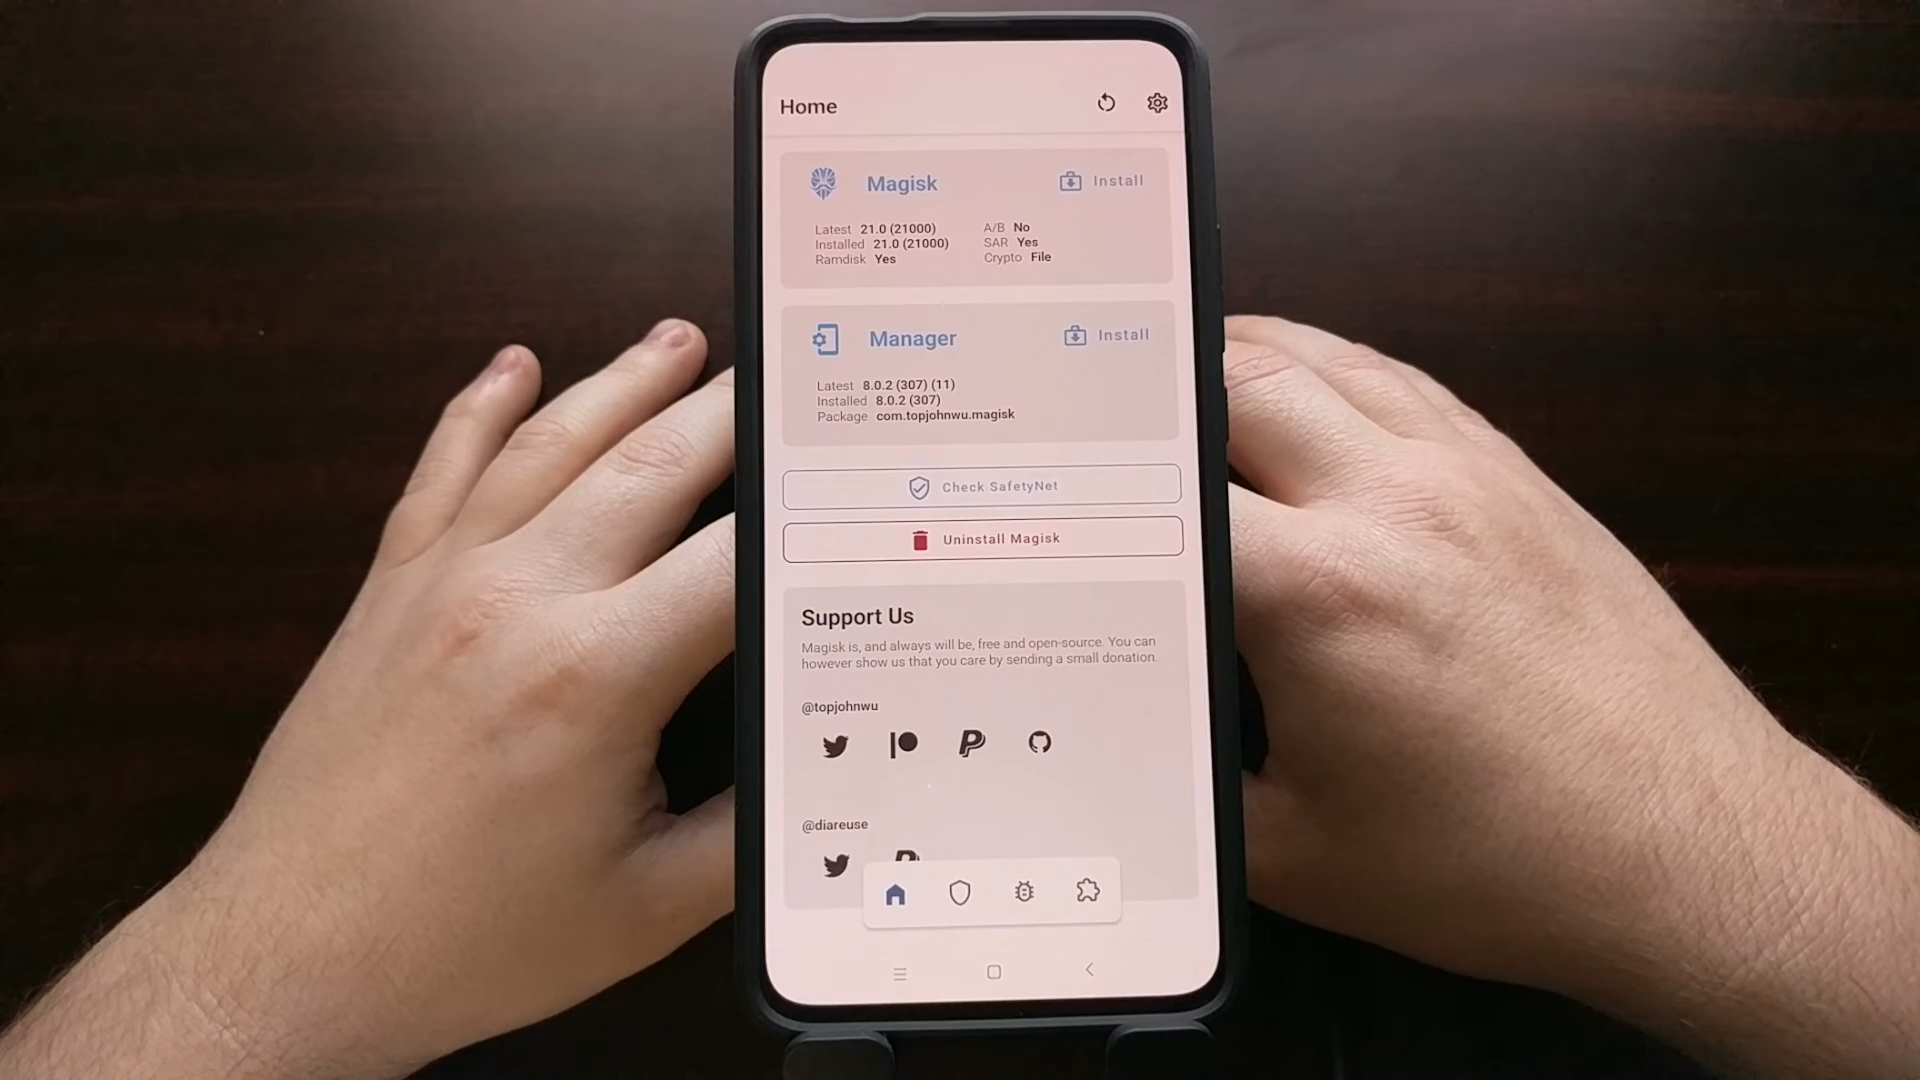 Home
Magisk
Install
Latest 21.0 (21000)
Installed 21.0 (21000)
Ramdisk Yes
A/B No
SAR Yes
Crypto File
Manager
Install
Latest 8.0.2 (307) (11)
Installed 8.0.2 (307)
Package com.topjohnwu.magisk
Check SafetyNet
Uninstall Magisk
Support Us
Magisk is, and always will be, free and open-source. You can
however show us that you care by sending a small donation.
@topjohnwu
@diareuse